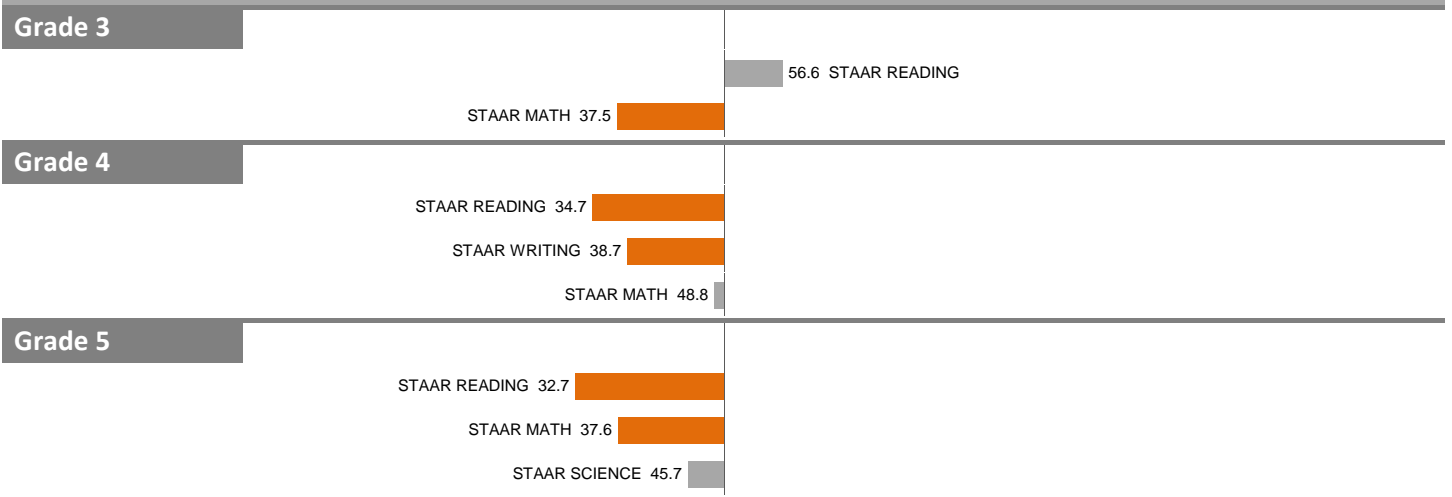 Grade 3
56.6 STAAR READING
STAAR MATH 37.5
Grade 4
STAAR READING 34.7
STAAR WRITING 38.7
STAAR MATH 48.8
Grade 5
STAAR READING 32.7
STAAR MATH 37.6
STAAR SCIENCE 45.7